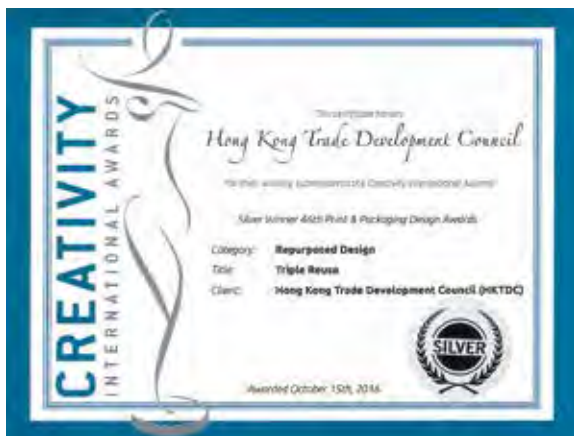 CREATIVITY
INTERNATIONAL AWARDS
This certificate honors
Hong Kong Trade Development Council
For their winning submission to the Creativity International Awards
Silver Winner 46th Print & Packaging Design Awards
Category: Repurposed Design
Title: Triple Reuse
Client: Hong Kong Trade Development Council (HKTDC)
SILVER
Awarded October 15th, 2016